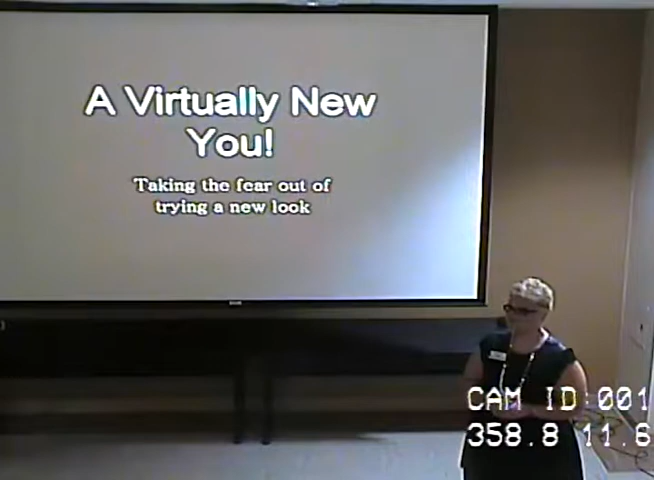 A Virtually New
You!
Taking the fear out of
trying a new look
CAM ID:001
358.8 11.6